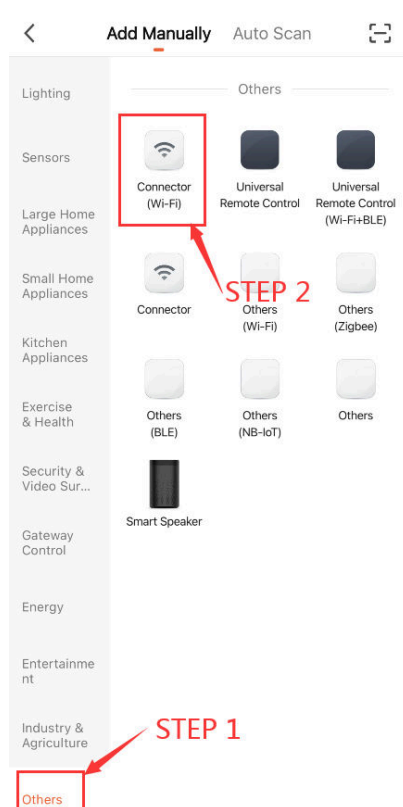 Add Manually Auto Scan
Lighting
Sensors
Large Home
Appliances
Small Home
Appliances
Kitchen
Appliances
Exercise
& Health
Security &
Video Sur...
Gateway
Control
Energy
Entertainme
nt
Industry &
Agriculture
Others
Others
Connector
(Wi-Fi)
Universal
Remote Control
Universal
Remote Control
(Wi-Fi+BLE)
Connector
Others
(Wi-Fi)
Others
(Zigbee)
Others
(BLE)
Others
(NB-IoT)
Others
Smart Speaker
STEP 2
STEP 1